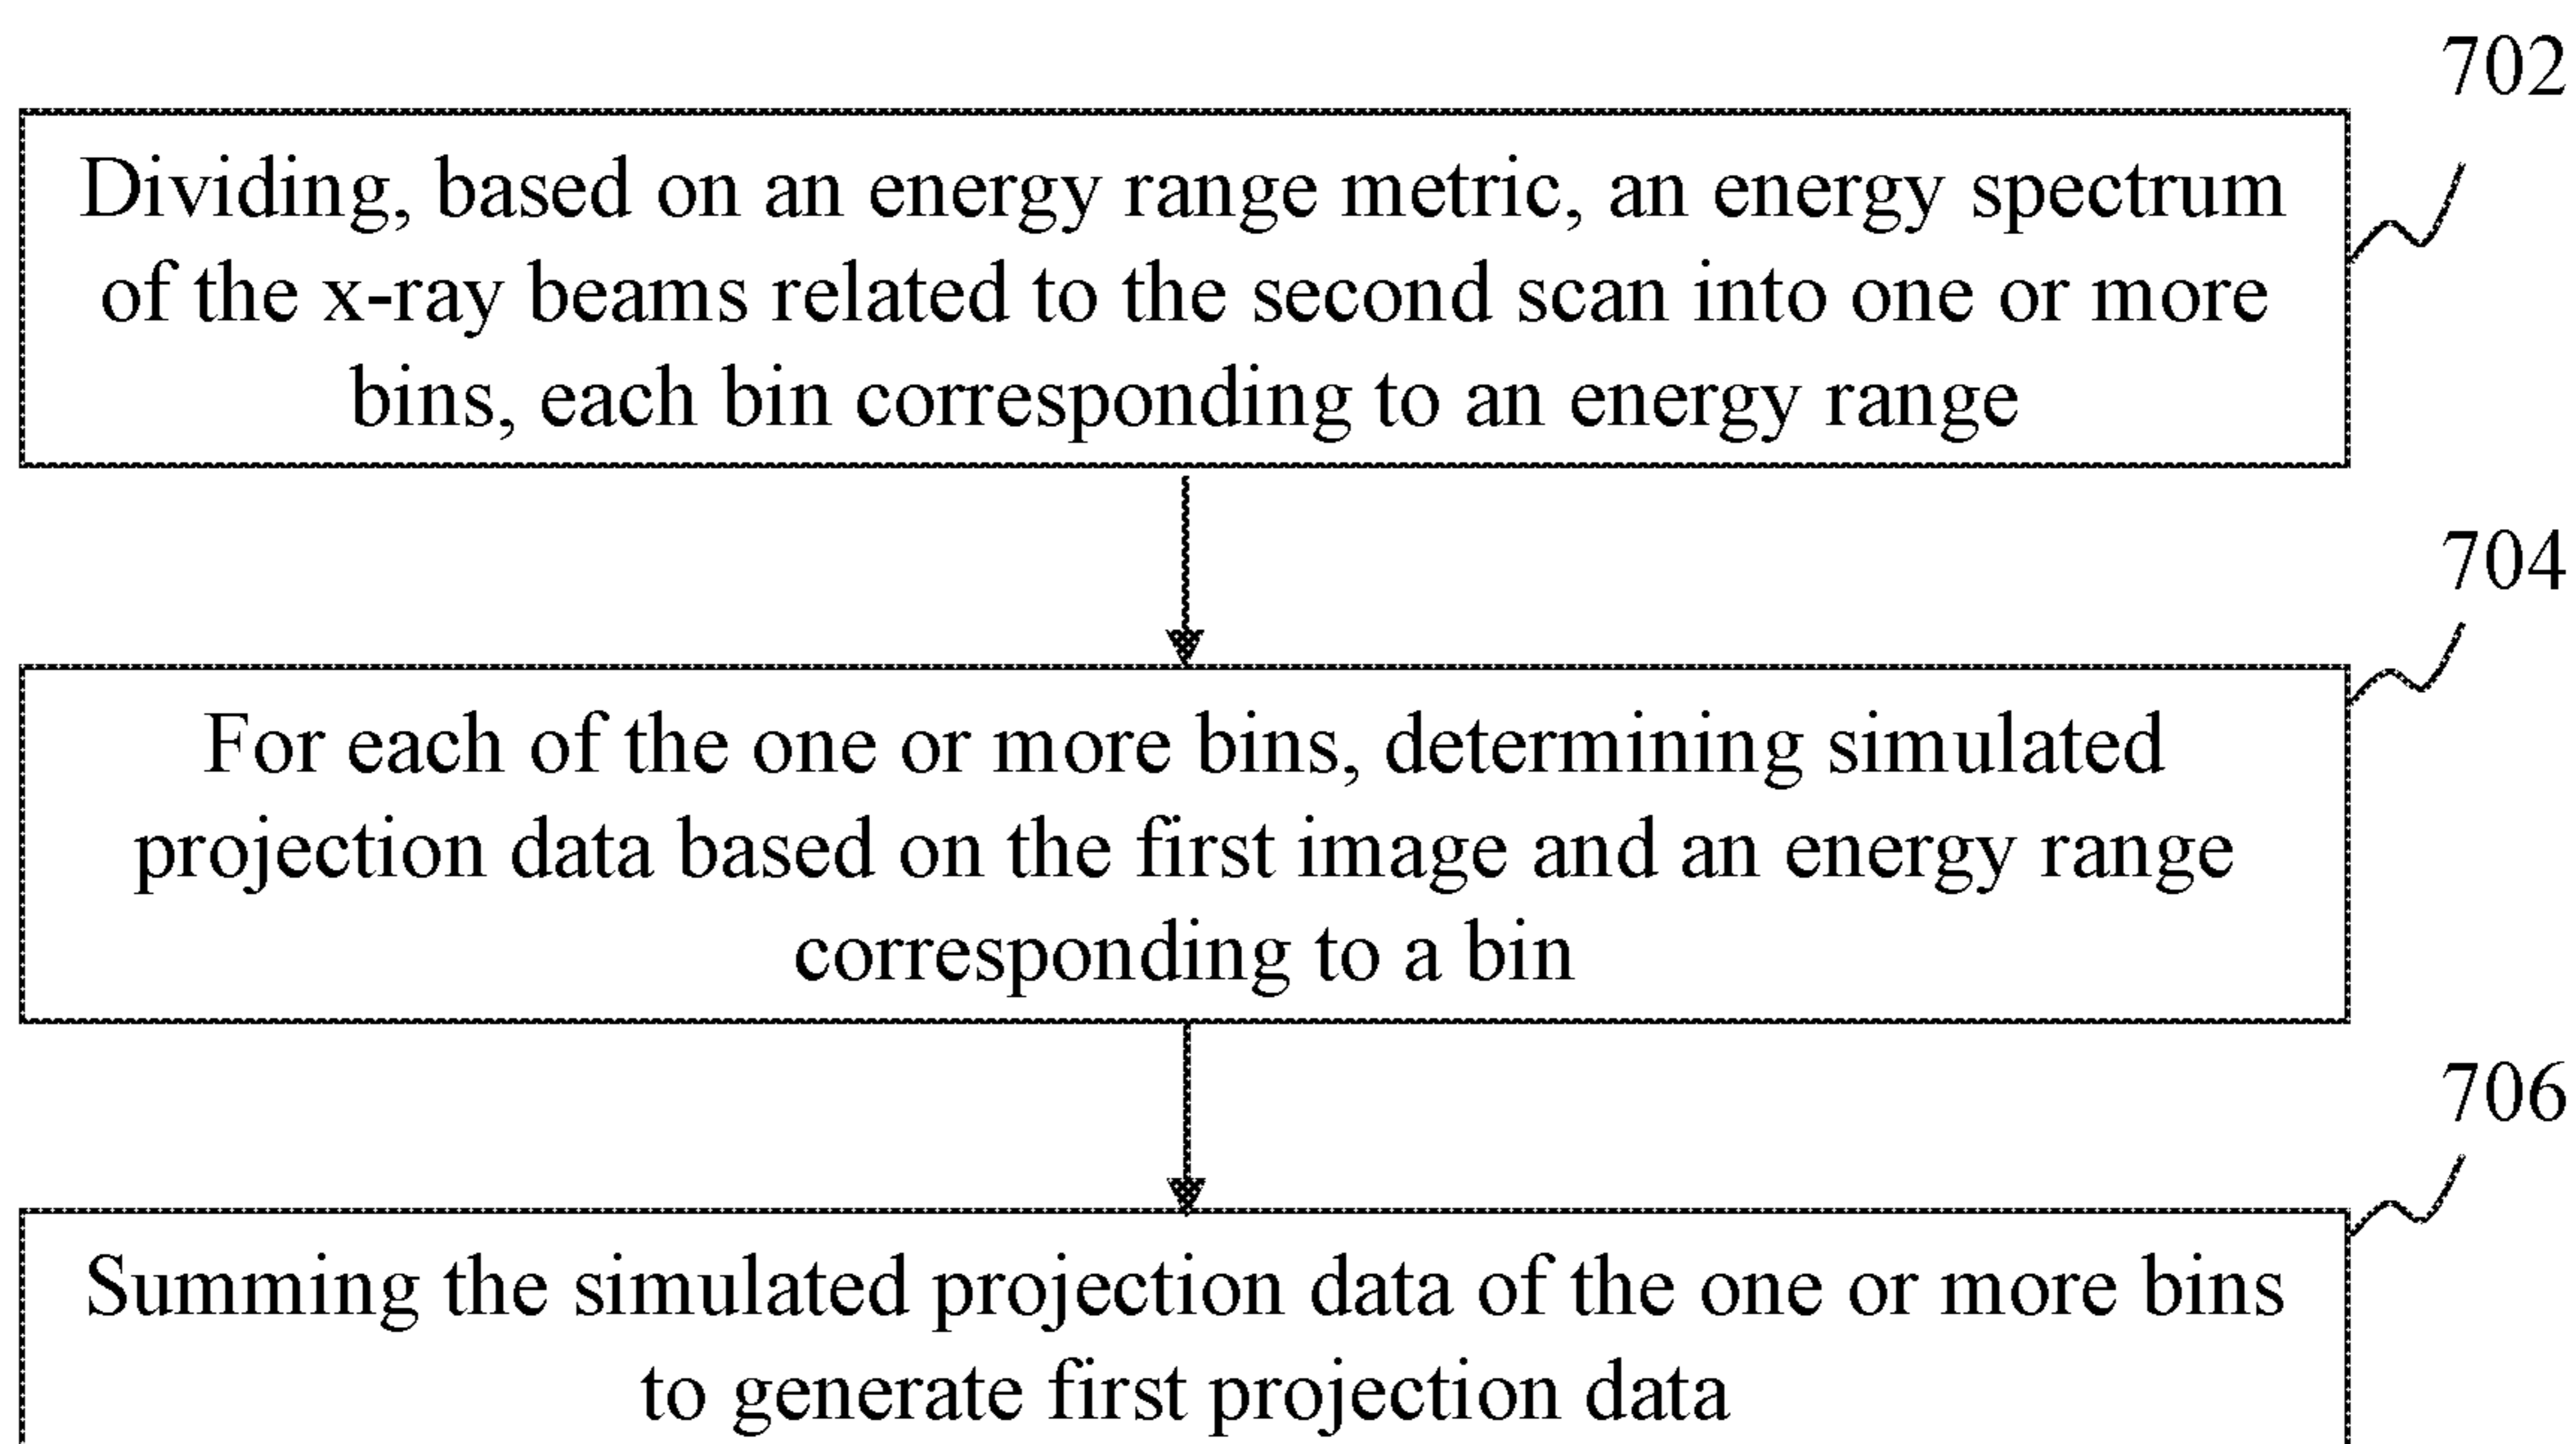 702
Dividing, based on an energy range metric, an energy spectrum
of the x-ray beams related to the second scan into one or more
bins, each bin corresponding to an energy range
704
For each of the one or more bins, determining simulated
projection data based on the first image and an energy range
corresponding to a bin
706
Summing the simulated projection data of the one or more bins
to generate first projection data